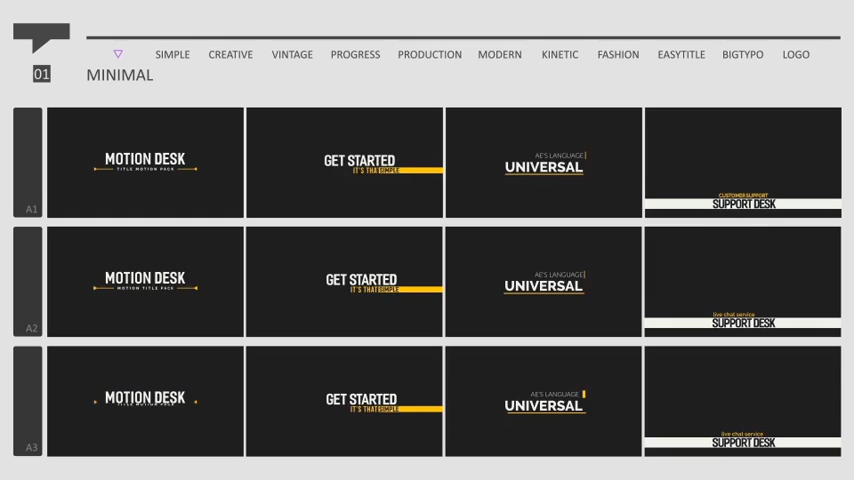 SIMPLE CREATIVE VINTAGE PROGRESS PRODUCTION MODERN KINETIC FASHION EASYTITLE BIGTYPO LOGO
01 MINIMAL
A1
MOTION DESK
TITLE MOTION PACK
GET STARTED
IT'S THAT SIMPLE
AE'S LANGUAGE
UNIVERSAL
CUSTOMER SUPPORT
SUPPORT DESK
A2
MOTION DESK
MOTION TITLE PACK
GET STARTED
IT'S THAT SIMPLE
AE'S LANGUAGE
UNIVERSAL
live chat service
SUPPORT DESK
A3
MOTION DESK
GET STARTED
IT'S THAT SIMPLE
AE'S LANGUAGE
UNIVERSAL
live chat service
SUPPORT DESK